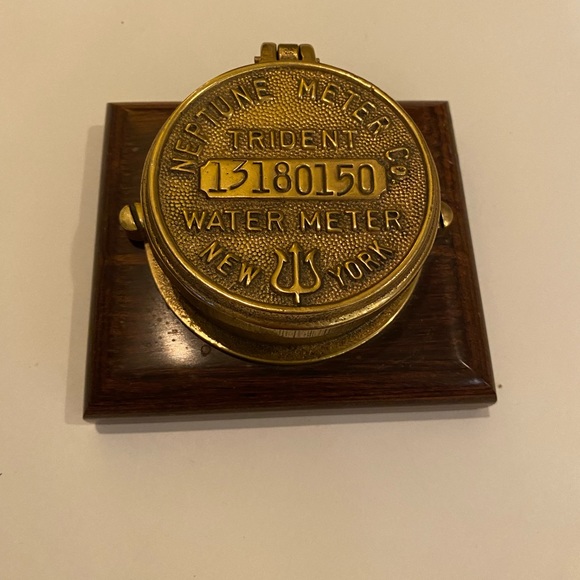 NEPTUNE METER Co.
TRIDENT
13180150
WATER METER
NEW YORK